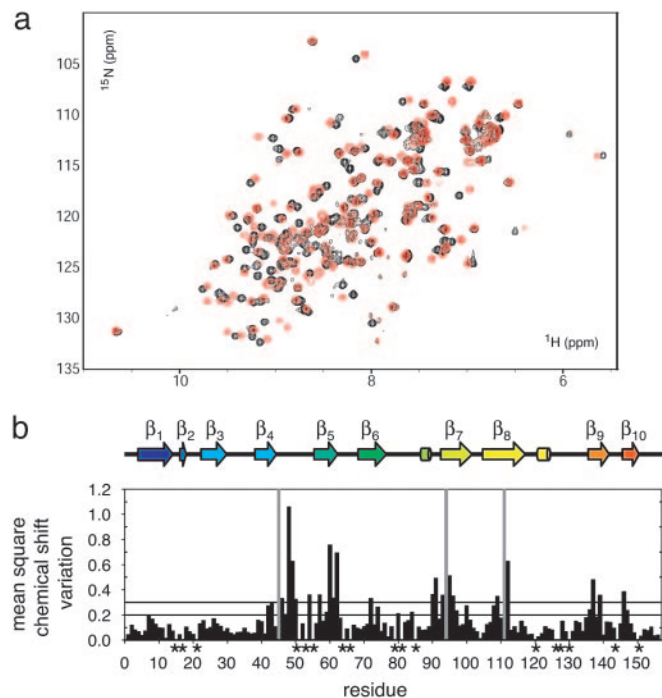 a
105
110
115
120
125
130
135
15N (ppm)
1H (ppm)
10 8 6
b
β1 β2 β3 β4 β5 β6 β7 β8 β9 β10
mean square
chemical shift
variation
1.2
1.0
0.8
0.6
0.4
0.2
0.0
* * * * * * * * * * * * * * * * * *
0 10 20 30 40 50 60 70 80 90 100 110 120 130 140 150
residue